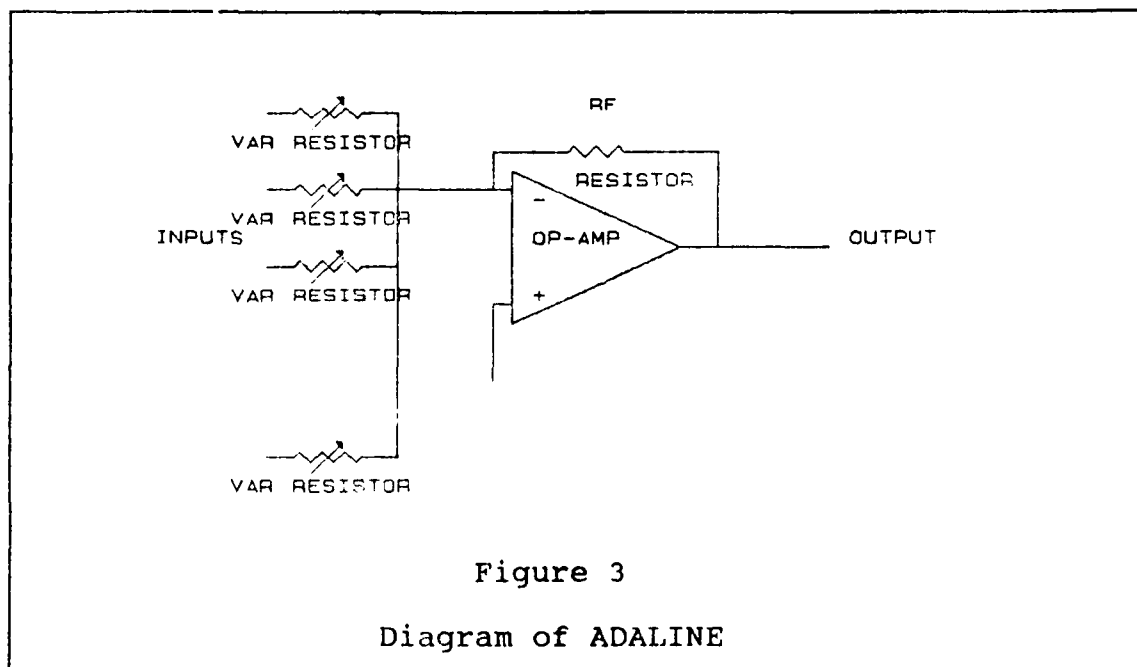 RF
VAR RESISTOR
RESISTOR
-
VAR RESISTOR
INPUTS
OP-AMP
OUTPUT
VAR RESISTOR
+
VAR RESISTOR
Figure 3
Diagram of ADALINE